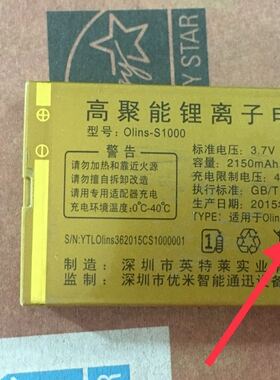 STAR
高聚能锂离子电
型号：Olins-S1000
警告
请勿加热和靠近火源
请勿擅自拆卸改造
请用专用适配器充电
充电环境温度：0℃-40℃
S/N:YTLOlins362015CS1000001
标准电压：3.7V
容量：2150mAh
充电限制电压：4
执行标准：GB/T
生产日期：2015
TYPE：适用于Olin
制造：深圳市英特莱实业
监制：深圳市优米智能通迅设备